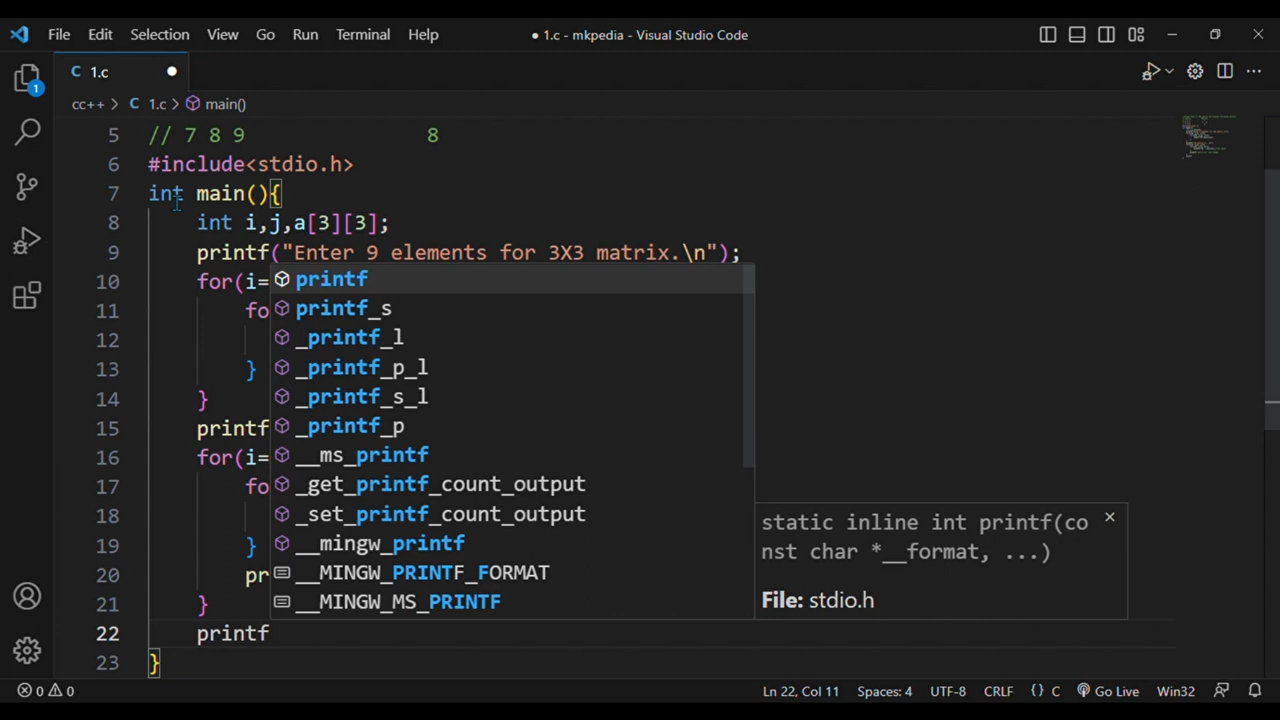 File Edit Selection View Go Run Terminal Help ● 1.c - mkpedia - Visual Studio Code
C 1.c ●
cc++ > C 1.c > main()
5 // 7 8 9 8
6 #include<stdio.h>
7 int main(){
8 int i,j,a[3][3];
9 printf("Enter 9 elements for 3X3 matrix.\n");
10 for(i=
11 fo
12
13 }
14 }
15 printf
16 for(i=
17 fo
18
19 }
20 pr
21 }
22 printf
23 }
printf
printf_s
_printf_l
_printf_p_l
_printf_s_l
_printf_p
__ms_printf
_get_printf_count_output
_set_printf_count_output
__mingw_printf
__MINGW_PRINTF_FORMAT
__MINGW_MS_PRINTF
static inline int printf(co
nst char *__format, ...)
File: stdio.h
1
0 0 Ln 22, Col 11 Spaces: 4 UTF-8 CRLF {} C Go Live Win32